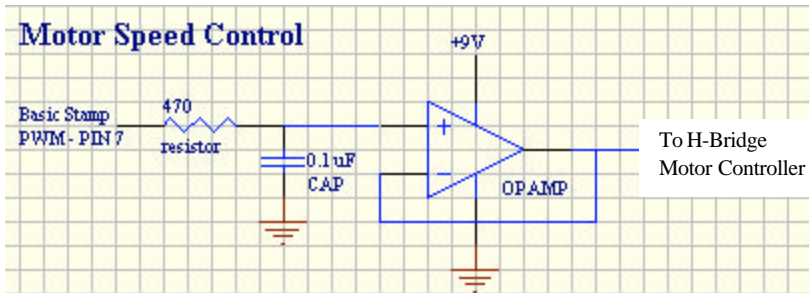 Motor Speed Control
+9V
Basic Stamp
PWM - PIN 7
470
resistor
0.1uF
CAP
+
-
OPAMP
To H-Bridge
Motor Controller